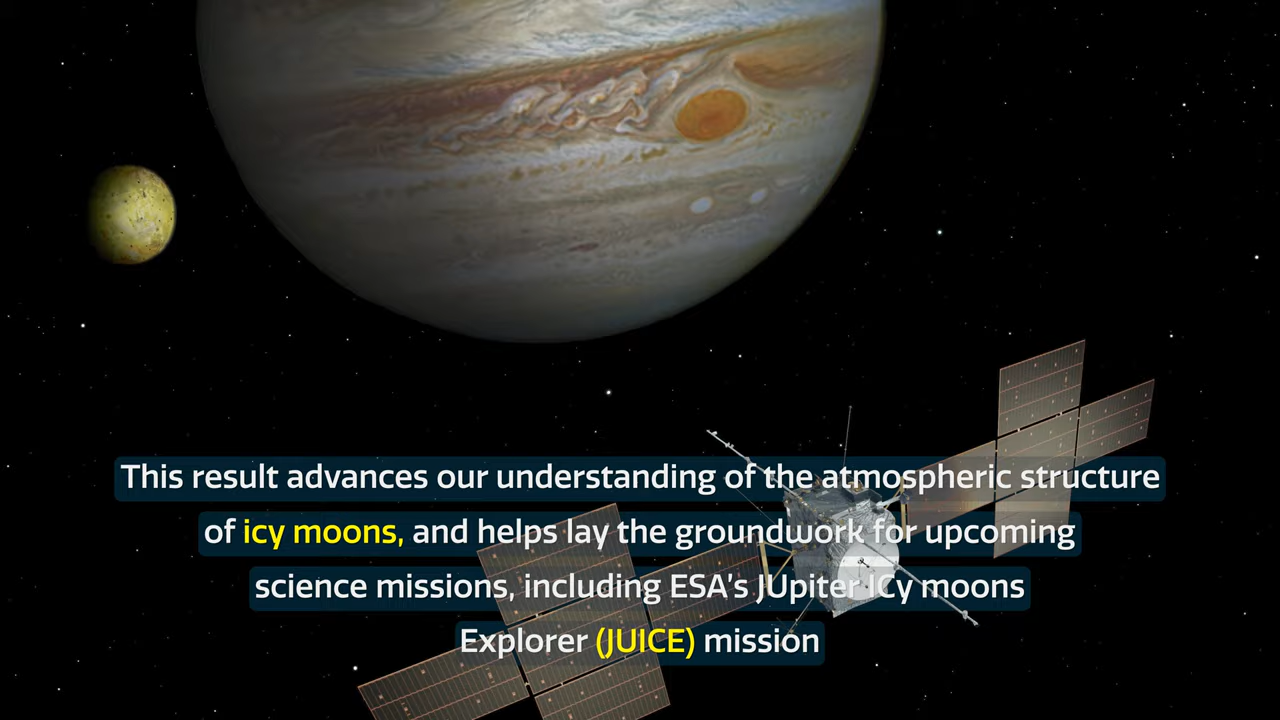 This result advances our understanding of the atmospheric structure
of icy moons, and helps lay the groundwork for upcoming
science missions, including ESA's JUpiter ICy moons
Explorer (JUICE) mission